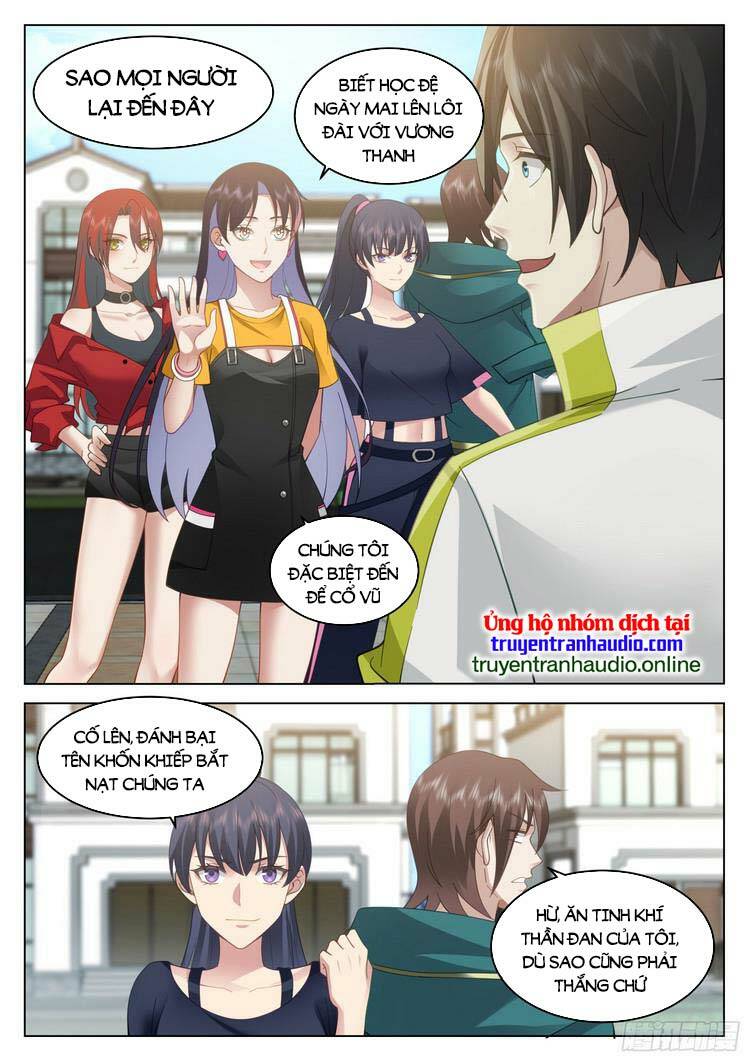 SAO MỌI NGƯỜI
LẠI ĐẾN ĐÂY
BIẾT HỌC ĐỆ
NGÀY MAI LÊN LÔI
ĐÀI VỚI VƯƠNG
THANH
CHÚNG TÔI
ĐẶC BIỆT ĐẾN
ĐỂ CỔ VŨ
Ủng hộ nhóm dịch tại
truyentranhaudio.com
truyentranhaudio.online
CỐ LÊN, ĐÁNH BẠI
TÊN KHỐN KHIẾP BẮT
NẠT CHÚNG TA
HỪ, ĂN TINH KHÍ
THẦN ĐAN CỦA TÔI,
DÙ SAO CŨNG PHẢI
THẮNG CHỨ